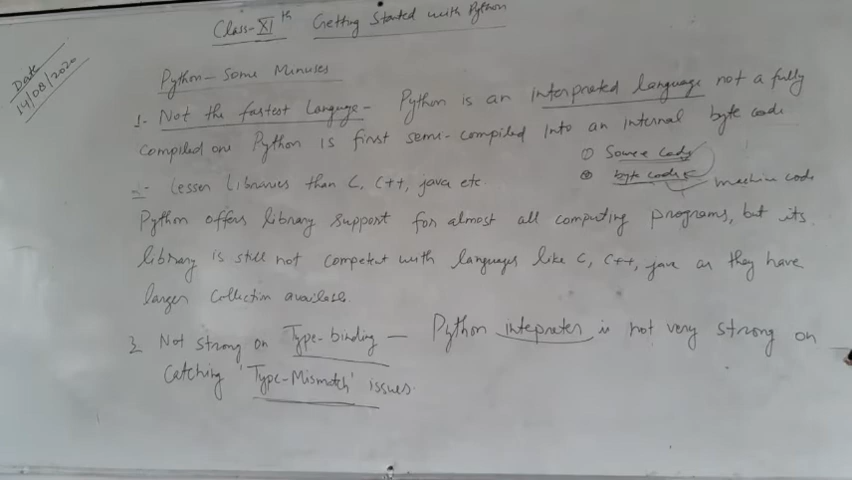 Class-XIth Getting Started with Python
Date
14/08/2020
Python- Some Minuses
1- Not the fastest Languge- Python is an interpreted language not a fully
compiled one Python is first semi-compiled into an internal byte code
① Source Code
② byte code machine code
2- Lesser Libraries than C, C++, java etc.
Python offers library support for almost all computing programs, but its
library is still not competent with languages like C, C++, java as they have
larger collection available.
3 Not strong on Type-binding — Python intepreter is not very strong on
catching 'Type-Mismatch' issues.